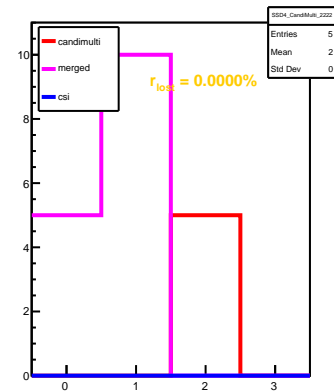 SSD4_CandiMulti_2222
Entries 5
Mean 2
Std Dev 0
candimulti
merged
csi
r_lost = 0.0000%
10
8
6
4
2
0
0 1 2 3